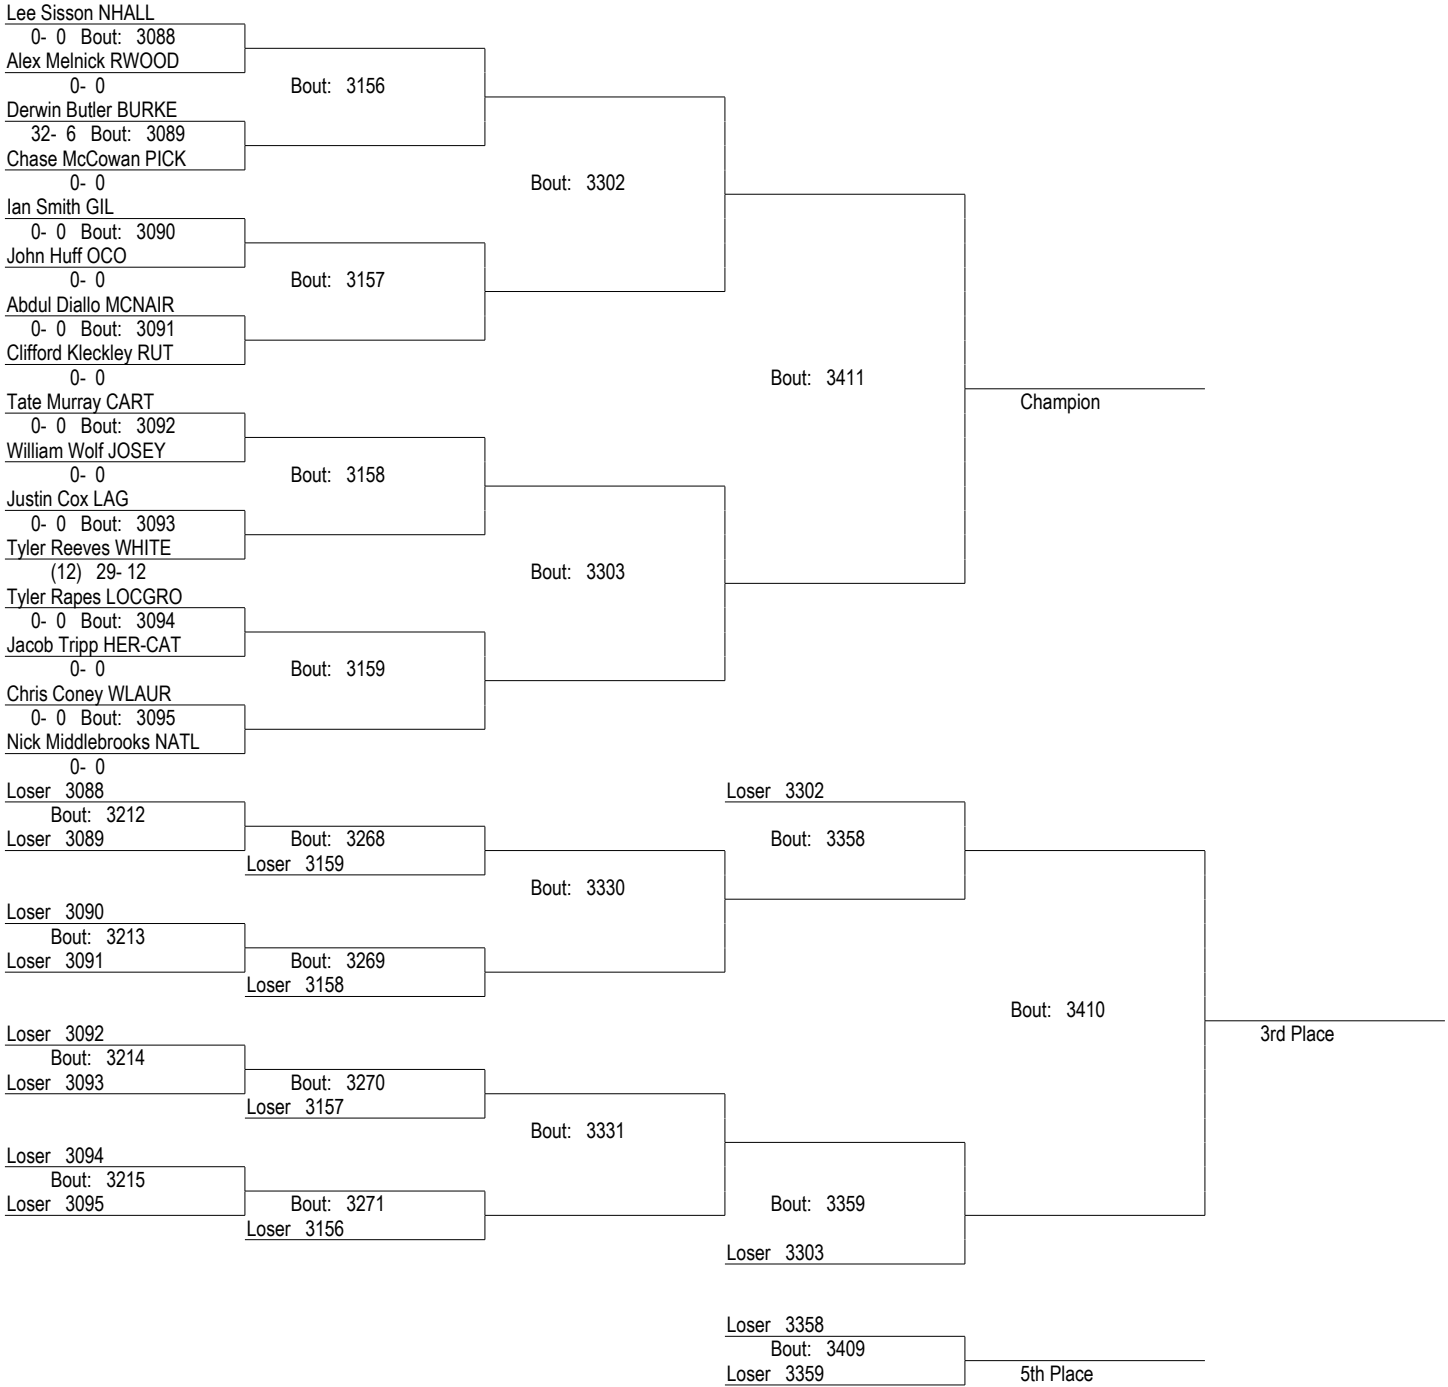 Lee Sisson NHALL
0- 0 Bout: 3088
Alex Melnick RWOOD
0- 0
Bout: 3156
Derwin Butler BURKE
32- 6 Bout: 3089
Chase McCowan PICK
0- 0
Bout: 3302
Ian Smith GIL
0- 0 Bout: 3090
John Huff OCO
0- 0
Bout: 3157
Abdul Diallo MCNAIR
0- 0 Bout: 3091
Clifford Kleckley RUT
0- 0
Bout: 3411
Champion
Tate Murray CART
0- 0 Bout: 3092
William Wolf JOSEY
0- 0
Bout: 3158
Justin Cox LAG
0- 0 Bout: 3093
Tyler Reeves WHITE
(12) 29- 12
Bout: 3303
Tyler Rapes LOCGRO
0- 0 Bout: 3094
Jacob Tripp HER-CAT
0- 0
Bout: 3159
Chris Coney WLAUR
0- 0 Bout: 3095
Nick Middlebrooks NATL
0- 0
Loser 3088
Loser 3302
Bout: 3212
Loser 3089
Bout: 3268
Bout: 3358
Loser 3159
Bout: 3330
Loser 3090
Bout: 3213
Loser 3091
Bout: 3269
Loser 3158
Bout: 3410
Loser 3092
3rd Place
Bout: 3214
Loser 3093
Bout: 3270
Loser 3157
Bout: 3331
Loser 3094
Bout: 3215
Loser 3095
Bout: 3271
Bout: 3359
Loser 3156
Loser 3303
Loser 3358
Bout: 3409
Loser 3359
5th Place